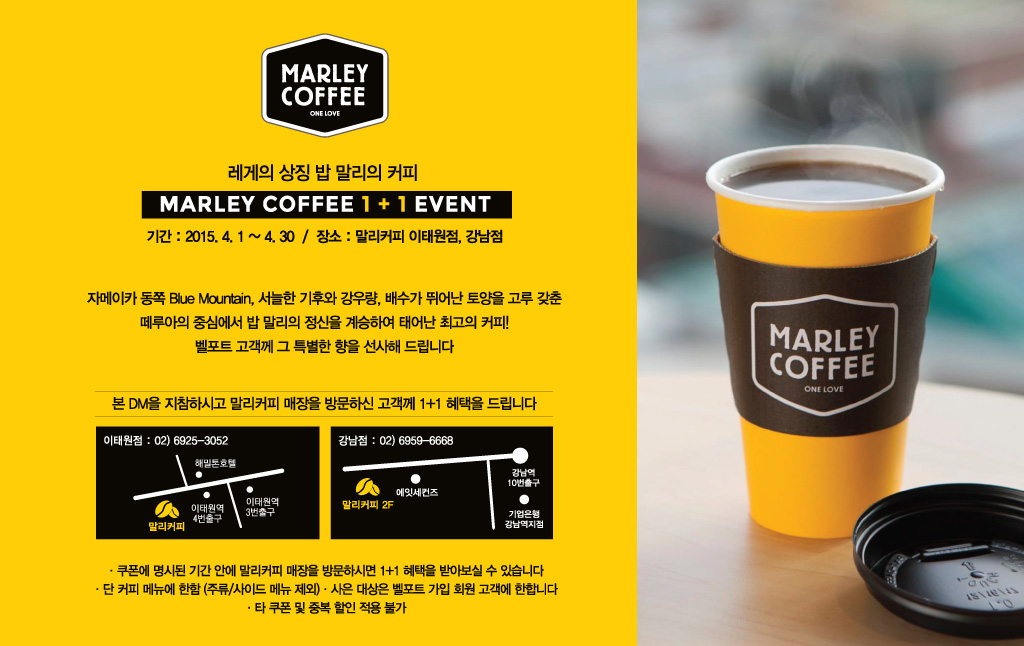 MARLEY
COFFEE
ONE LOVE
레게의 상징 밥 말리의 커피
MARLEY COFFEE 1 + 1 EVENT
기간 : 2015. 4. 1 ~ 4. 30 / 장소 : 말리커피 이태원점, 강남점
자메이카 동쪽 Blue Mountain, 서늘한 기후와 강우량, 배수가 뛰어난 토양을 고루 갖춘
떼루아의 중심에서 밥 말리의 정신을 계승하여 태어난 최고의 커피!
벨포트 고객께 그 특별한 향을 선사해 드립니다
본 DM을 지참하시고 말리커피 매장을 방문하신 고객께 1+1 혜택을 드립니다
이태원점 : 02) 6925-3052
해밀톤호텔
이태원역
4번출구
이태원역
3번출구
말리커피
강남점 : 02) 6959-6668
강남역
10번출구
에잇세컨즈
말리커피 2F
기업은행
강남역지점
· 쿠폰에 명시된 기간 안에 말리커피 매장을 방문하시면 1+1 혜택을 받아보실 수 있습니다
· 단 커피 메뉴에 한함 (주류/사이드 메뉴 제외) · 사은 대상은 벨포트 가입 회원 고객에 한합니다
· 타 쿠폰 및 중복 할인 적용 불가
MARLEY
COFFEE
ONE LOVE